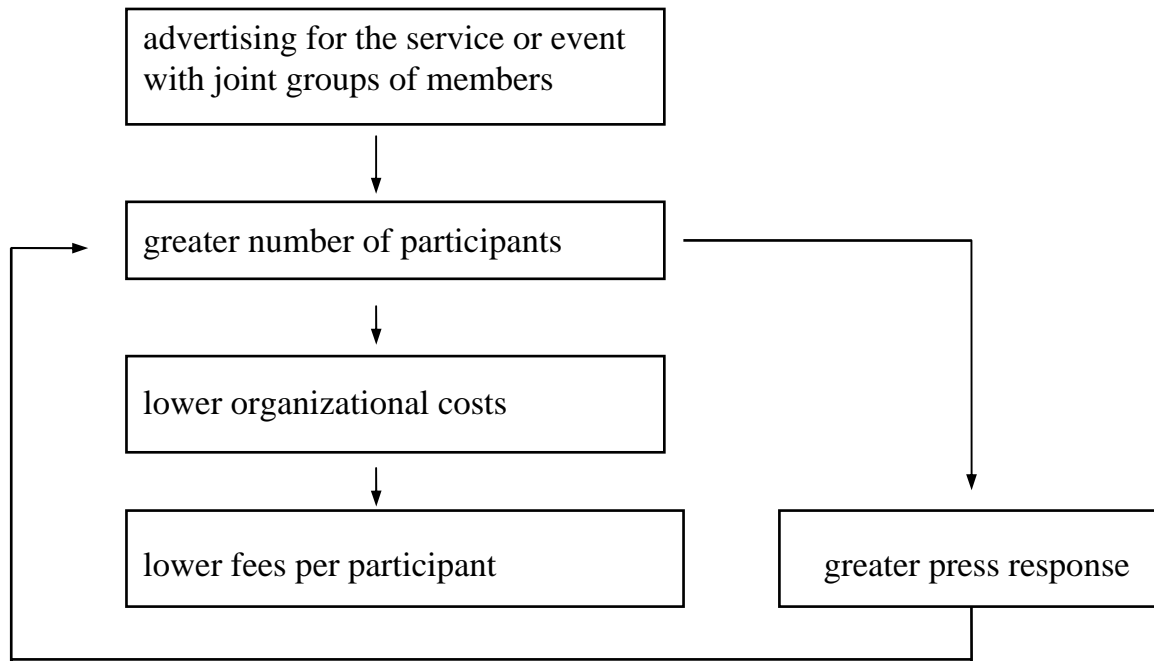 advertising for the service or event
with joint groups of members
greater number of participants
lower organizational costs
lower fees per participant
greater press response